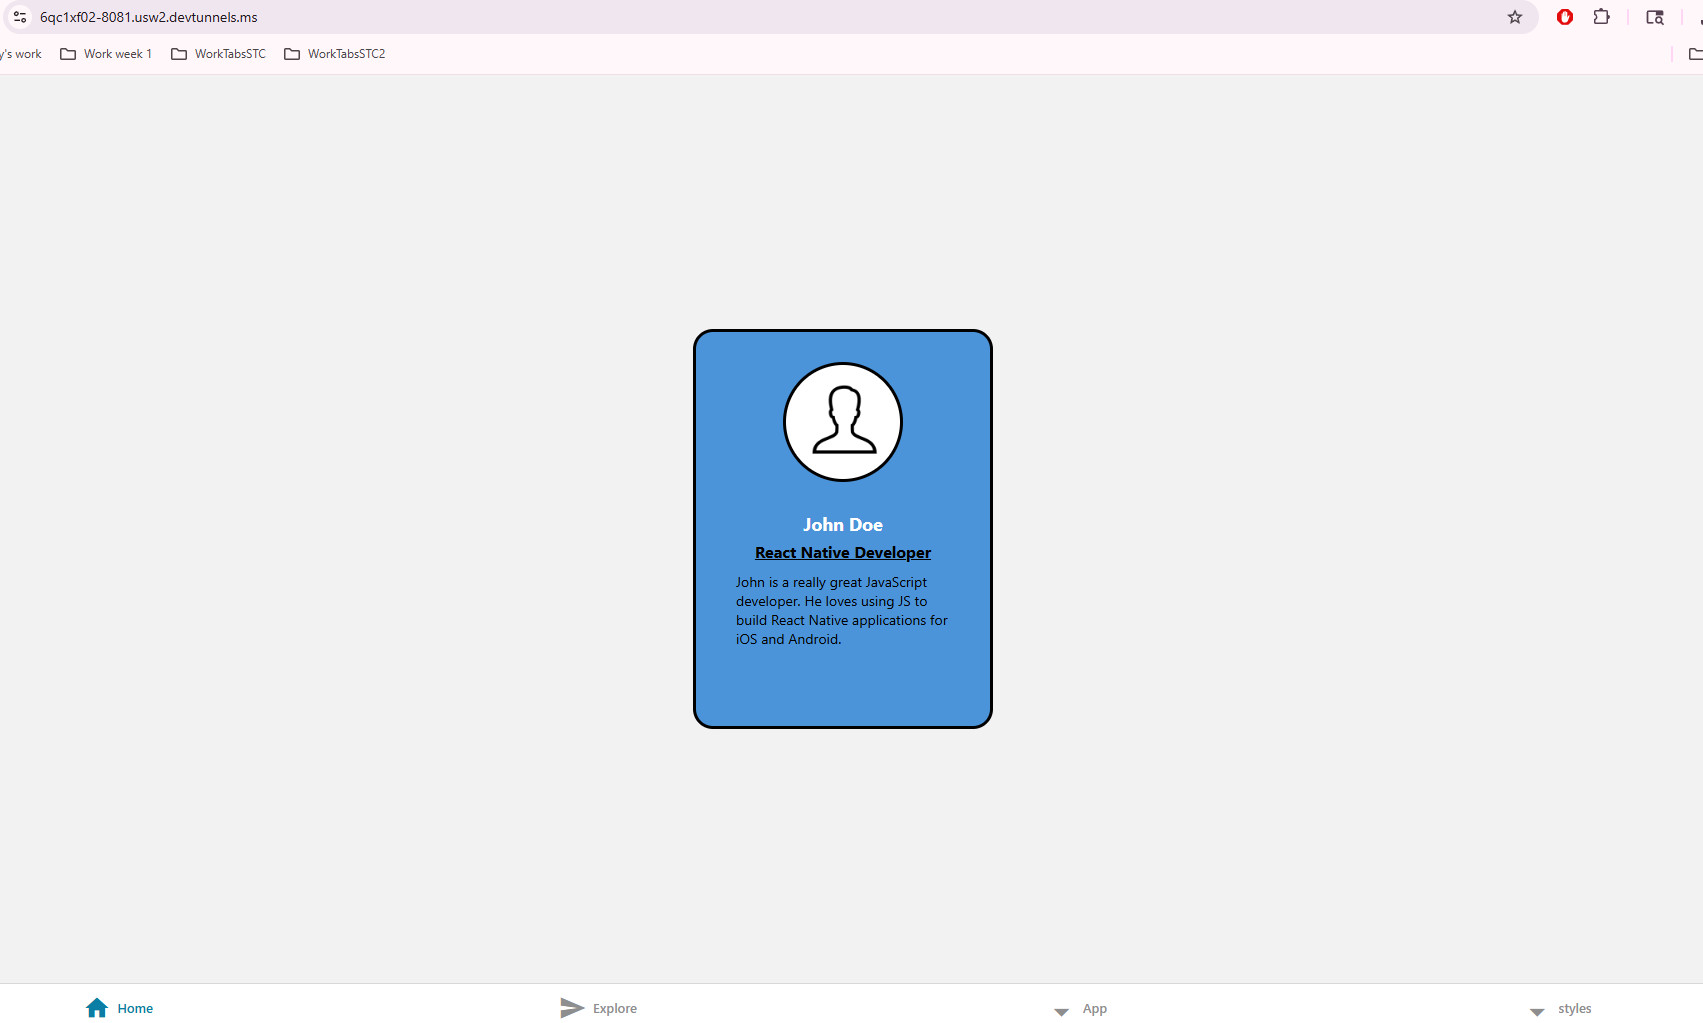 6qc1xf02-8081.usw2.devtunnels.ms
y's work Work week 1 WorkTabsSTC WorkTabsSTC2
John Doe
React Native Developer
John is a really great JavaScript
developer. He loves using JS to
build React Native applications for
iOS and Android.
Home Explore App styles